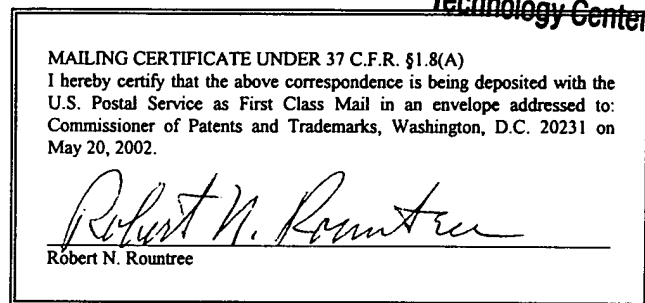 Technology Center
MAILING CERTIFICATE UNDER 37 C.F.R. §1.8(A)
I hereby certify that the above correspondence is being deposited with the
U.S. Postal Service as First Class Mail in an envelope addressed to:
Commissioner of Patents and Trademarks, Washington, D.C. 20231 on
May 20, 2002.
Robert N. Rountree
Robert N. Rountree